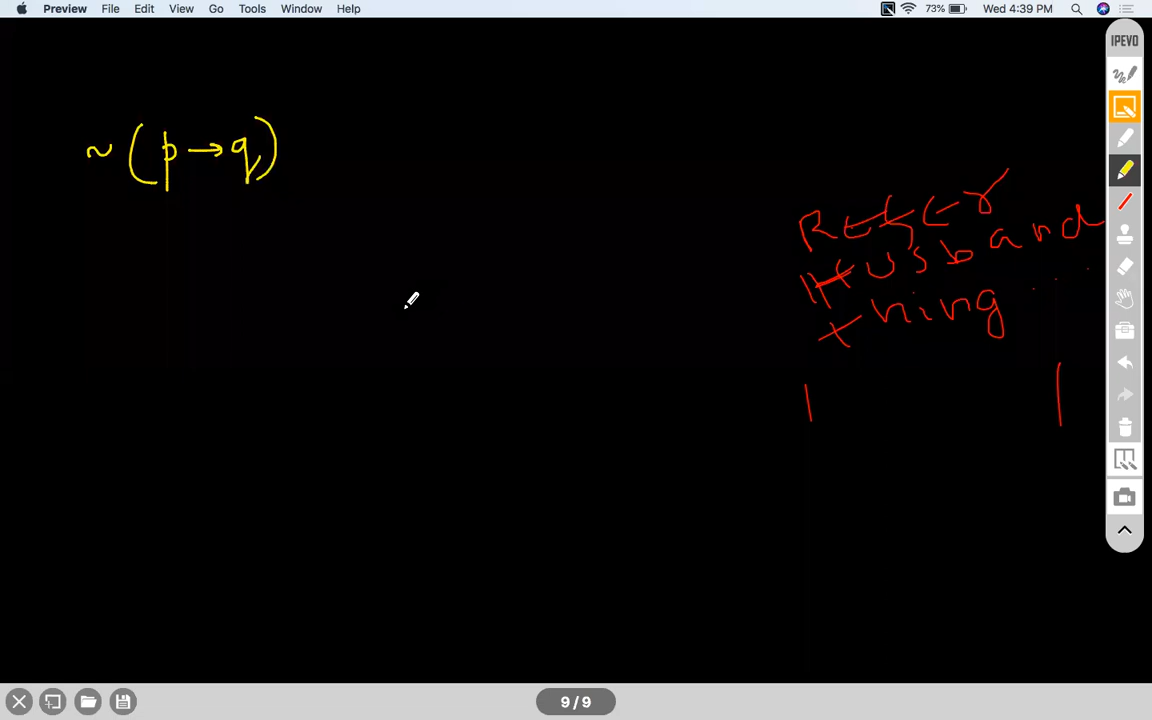 Preview File Edit View Go Tools Window Help 73% Wed 4:39 PM
IPEVO
~(p→q)
Refer
Husband
thing
9 / 9